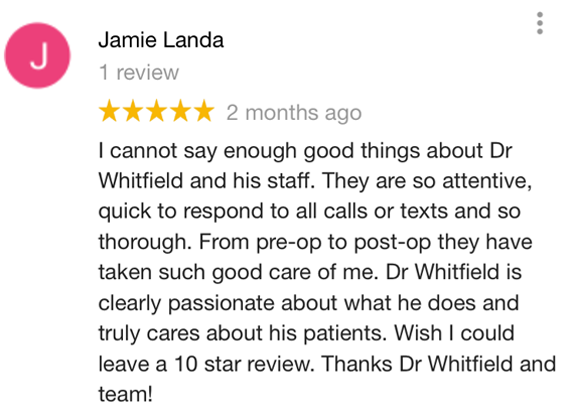 J
Jamie Landa
1 review
2 months ago
I cannot say enough good things about Dr
Whitfield and his staff. They are so attentive,
quick to respond to all calls or texts and so
thorough. From pre-op to post-op they have
taken such good care of me. Dr Whitfield is
clearly passionate about what he does and
truly cares about his patients. Wish I could
leave a 10 star review. Thanks Dr Whitfield and
team!